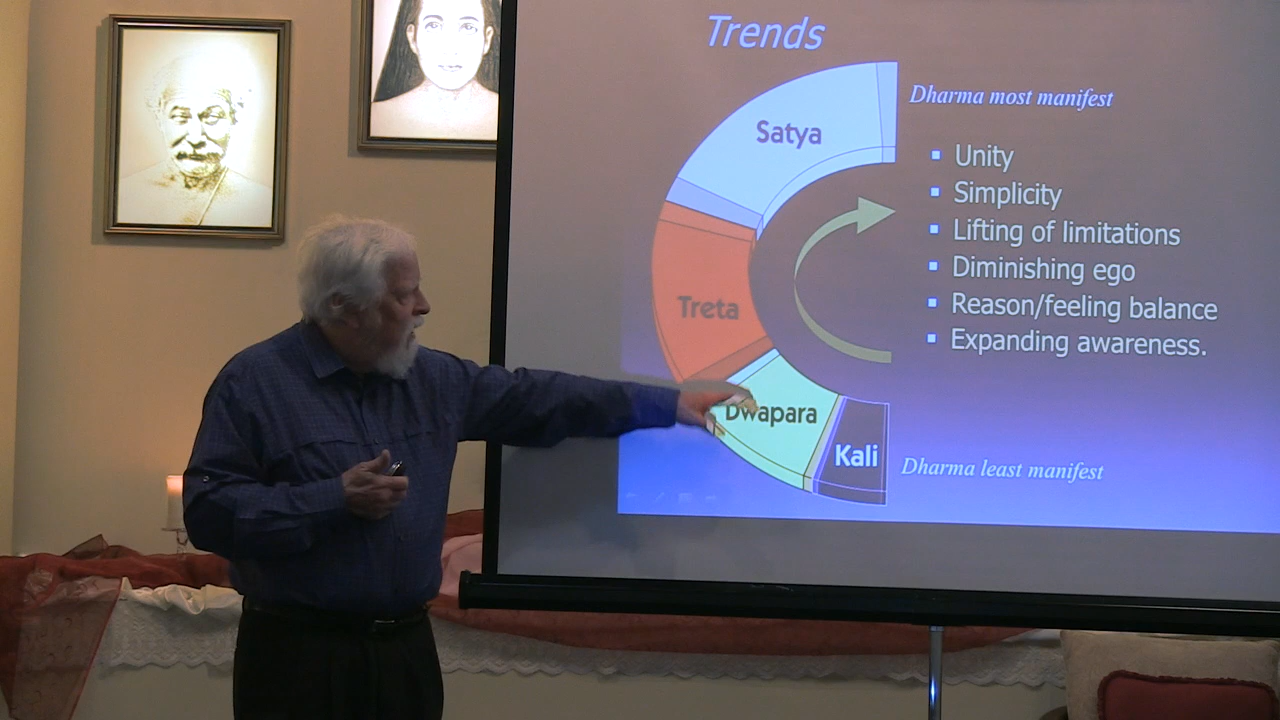 Trends
Dharma most manifest
Satya
Unity
Simplicity
Lifting of limitations
Diminishing ego
Treta
Reason/feeling balance
Expanding awareness.
Dwapara
Kali
Dharma least manifest